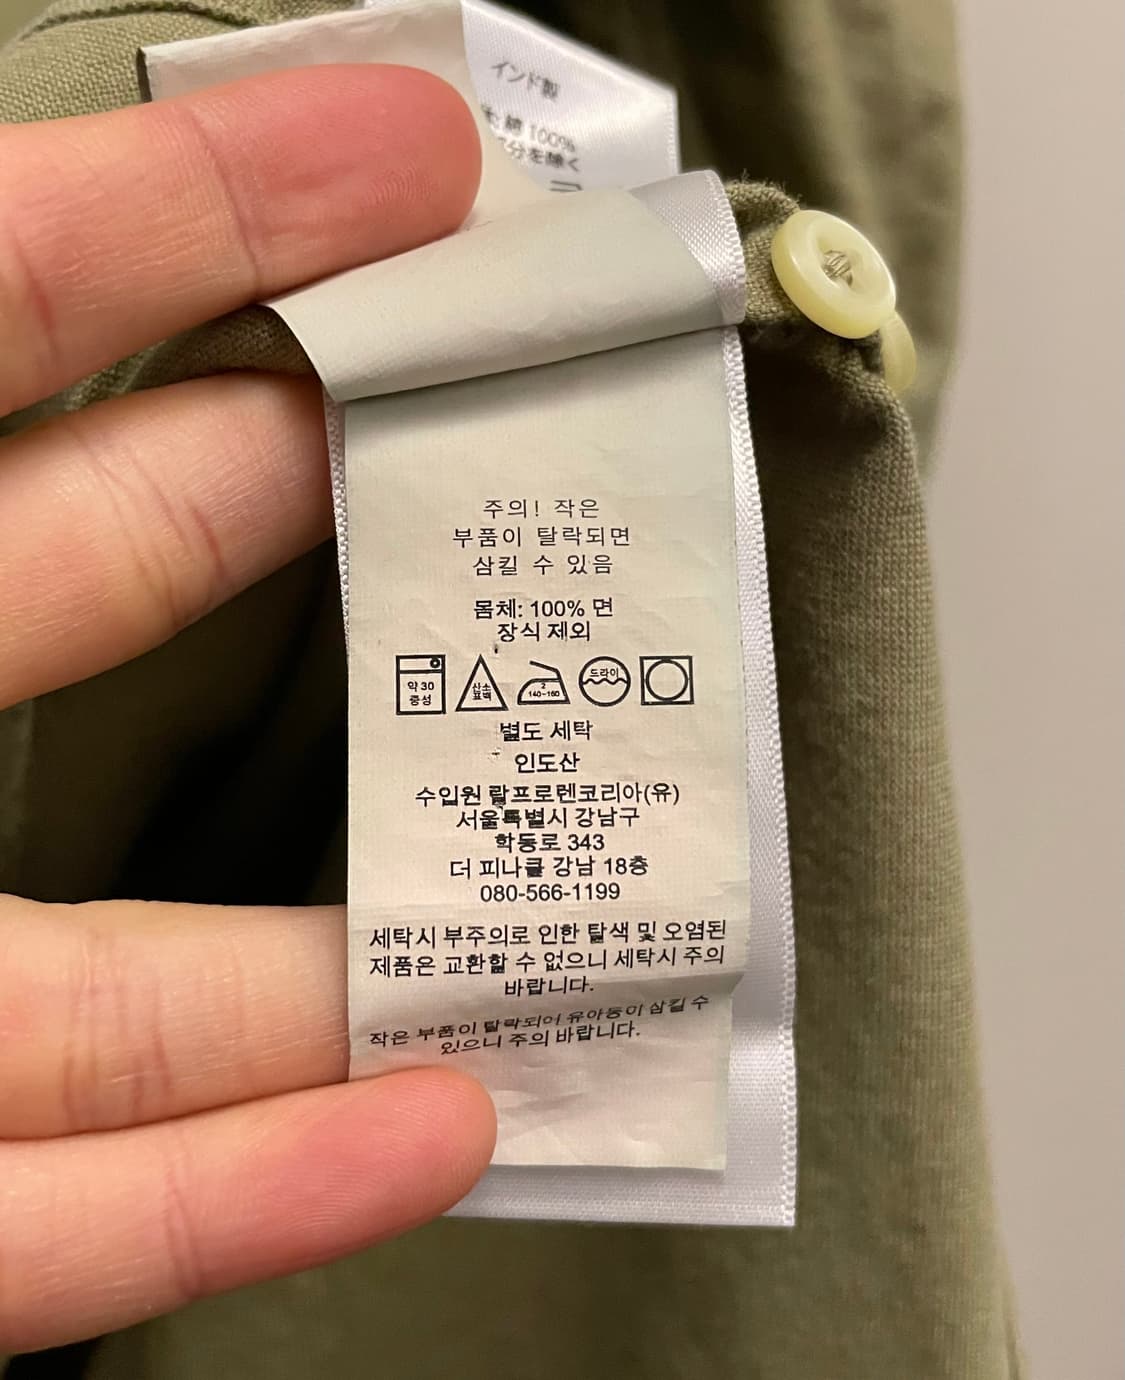 インド製
綿 100%
分を除く
주의! 작은
부품이 탈락되면
삼킬 수 있음
몸체: 100% 면
장식 제외
약 30
중성
산소
표백
2
140~160
드라이
별도 세탁
인도산
수입원 랄프로렌코리아(유)
서울특별시 강남구
학동로 343
더 피나클 강남 18층
080-566-1199
세탁시 부주의로 인한 탈색 및 오염된
제품은 교환할 수 없으니 세탁시 주의
바랍니다.
작은 부품이 탈락되어 유아동이 삼킬 수
있으니 주의 바랍니다.